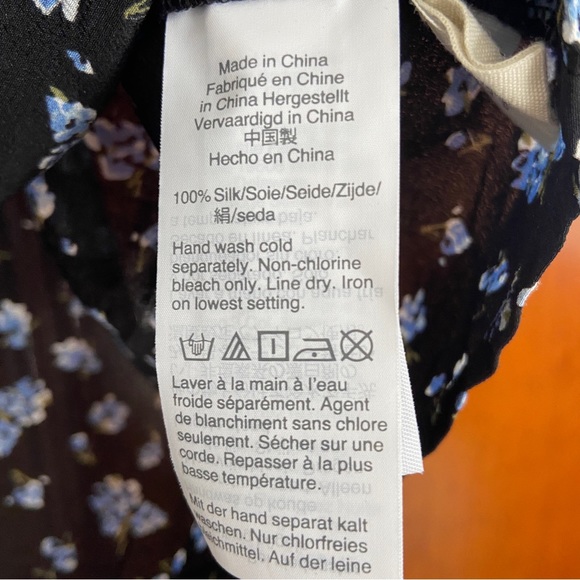 Made in China
Fabriqué en Chine
in China Hergestellt
Vervaardigd in China
中国製
Hecho en China
100% Silk/Soie/Seide/Zijde/
絹/seda
Hand wash cold
separately. Non-chlorine
bleach only. Line dry. Iron
on lowest setting.
Laver à la main à l'eau
froide séparément. Agent
de blanchiment sans chlore
seulement. Sécher sur une
corde. Repasser à la plus
basse température.
Mit der hand separat kalt
waschen. Nur chlorfreies
Auf der leine